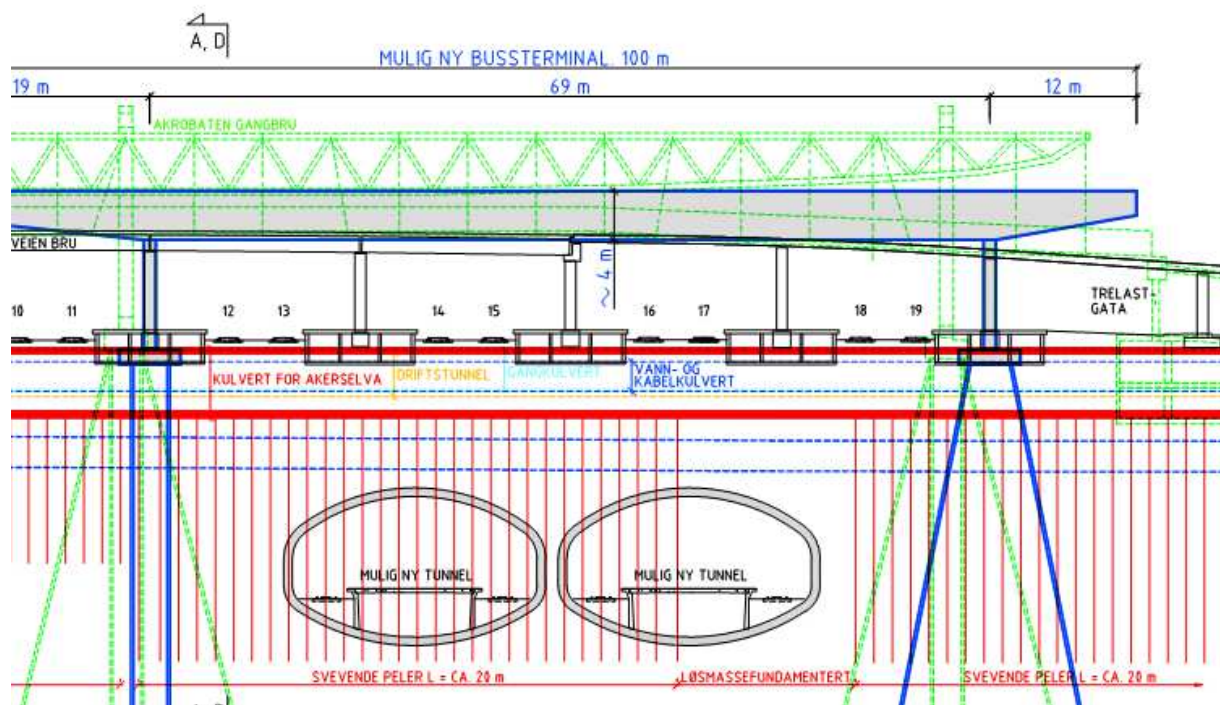 A, D
MULIG NY BUSSTERMINAL. 100 m
19 m
69 m
12 m
AKROBATEN GANGBRU
VEIEN BRU
~ 4 m
TRELAST-
GATA
10 11 12 13 14 15 16 17 18 19
KULVERT FOR AKERSELVA
DRIFTSTUNNEL
GANGKULVERT
VANN- OG
KABELKULVERT
MULIG NY TUNNEL
MULIG NY TUNNEL
SVEVENDE PELER L = CA. 20 m
LØSMASSEFUNDAMENTERT
SVEVENDE PELER L = CA. 20 m